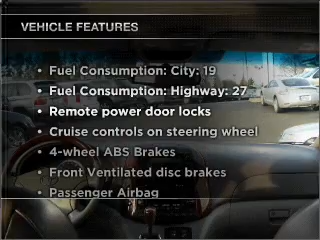 VEHICLE FEATURES
• Fuel Consumption: City: 19
• Fuel Consumption: Highway: 27
• Remote power door locks
• Cruise controls on steering wheel
• 4-wheel ABS Brakes
• Front Ventilated disc brakes
• Passenger Airbag